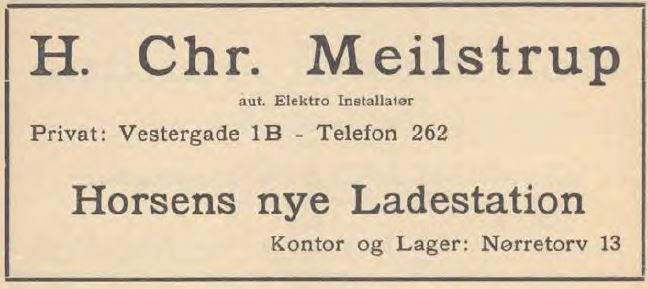 H. Chr. Meilstrup
aut. Elektro Installatør
Privat: Vestergade 1B - Telefon 262
Horsens nye Ladestation
Kontor og Lager: Nørretorv 13